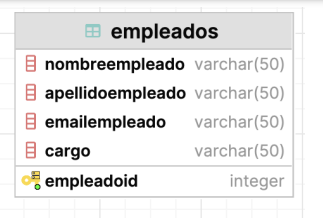 empleados
nombreempleado varchar(50)
apellidoempleado varchar(50)
emailempleado varchar(50)
cargo varchar(50)
empleadoid integer